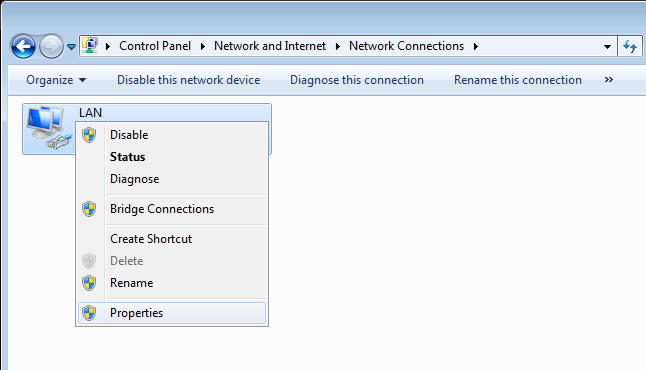 Control Panel Network and Internet Network Connections
Organize Disable this network device Diagnose this connection Rename this connection »
LAN
Disable
Status
Diagnose
Bridge Connections
Create Shortcut
Delete
Rename
Properties